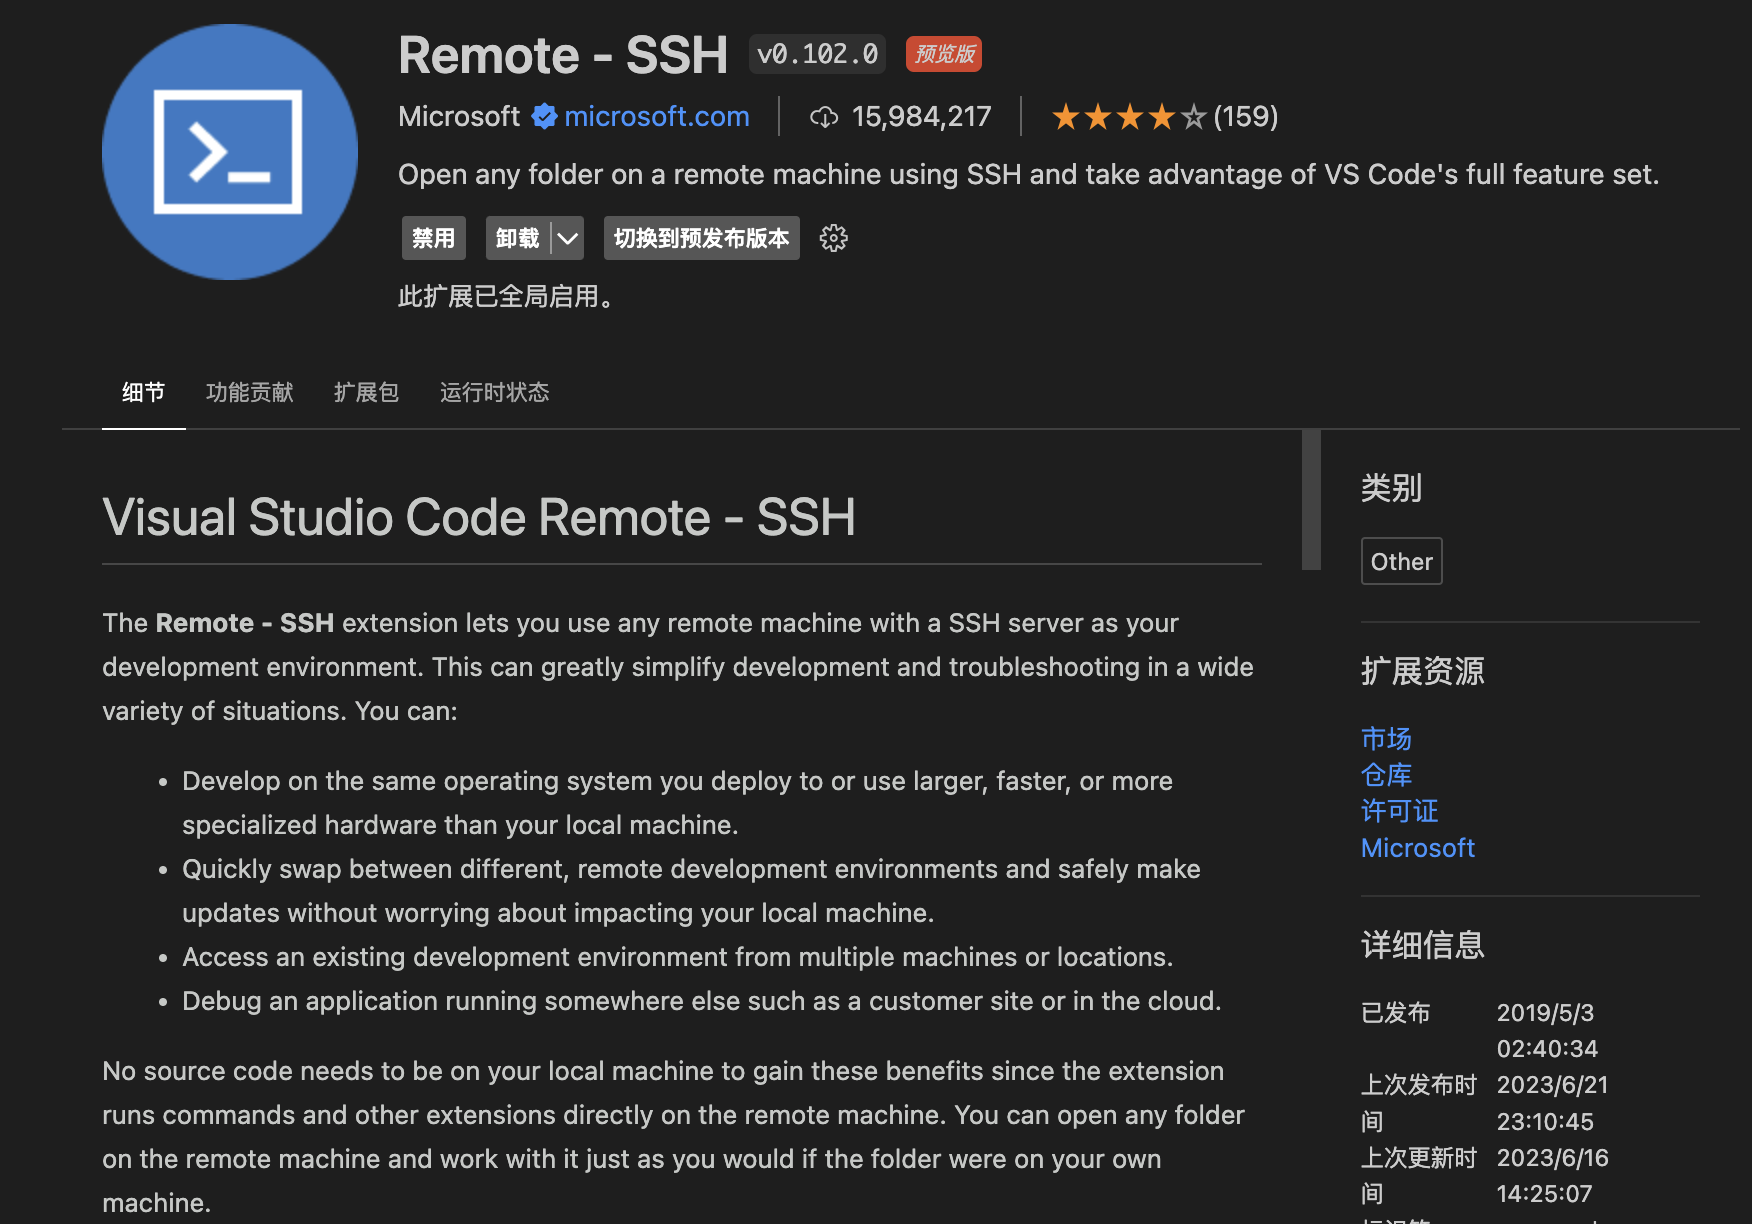 Remote - SSH v0.102.0 预览版
Microsoft microsoft.com 15,984,217 (159)
Open any folder on a remote machine using SSH and take advantage of VS Code's full feature set.
禁用 卸载 切换到预发布版本
此扩展已全局启用。
细节 功能贡献 扩展包 运行时状态
Visual Studio Code Remote - SSH
The Remote - SSH extension lets you use any remote machine with a SSH server as your
development environment. This can greatly simplify development and troubleshooting in a wide
variety of situations. You can:
• Develop on the same operating system you deploy to or use larger, faster, or more
specialized hardware than your local machine.
• Quickly swap between different, remote development environments and safely make
updates without worrying about impacting your local machine.
• Access an existing development environment from multiple machines or locations.
• Debug an application running somewhere else such as a customer site or in the cloud.
No source code needs to be on your local machine to gain these benefits since the extension
runs commands and other extensions directly on the remote machine. You can open any folder
on the remote machine and work with it just as you would if the folder were on your own
machine.
类别
Other
扩展资源
市场
仓库
许可证
Microsoft
详细信息
已发布 2019/5/3
02:40:34
上次发布时 2023/6/21
间 23:10:45
上次更新时 2023/6/16
间 14:25:07